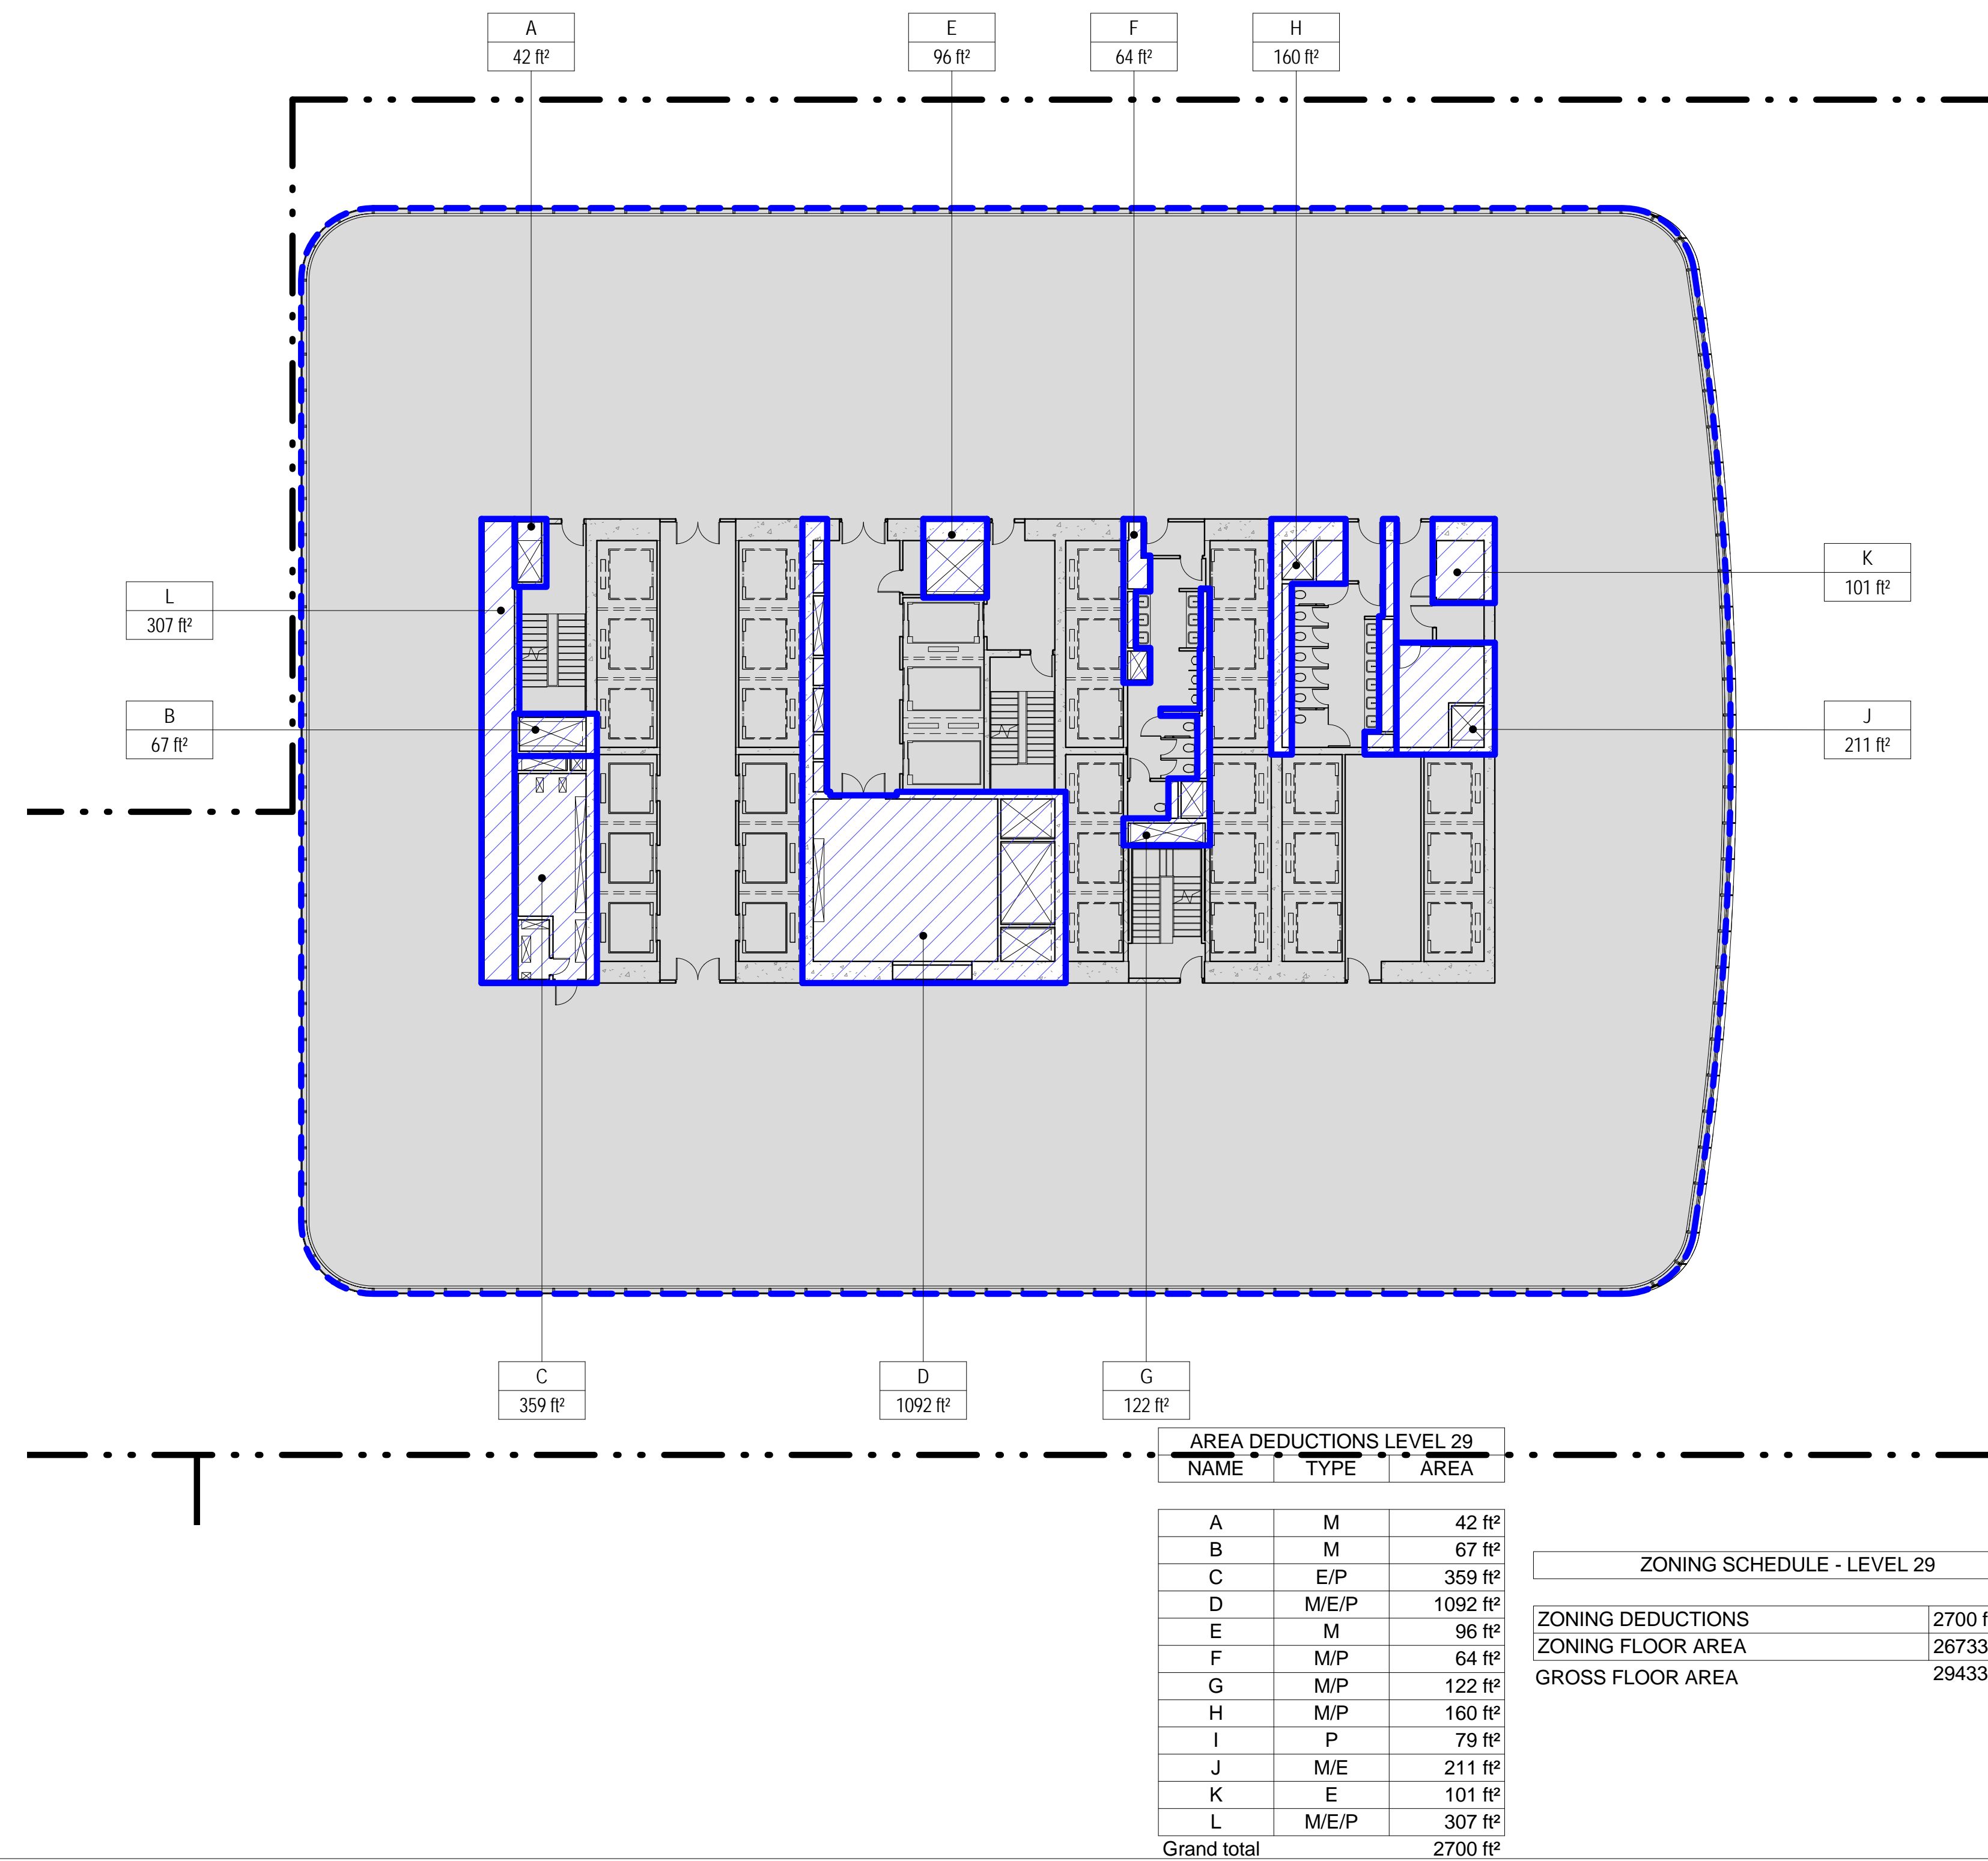 A
42 ft²
E
96 ft²
F
64 ft²
H
160 ft²
K
101 ft²
L
307 ft²
B
67 ft²
J
211 ft²
C
359 ft²
D
1092 ft²
G
122 ft²
AREA DEDUCTIONS LEVEL 29
NAME TYPE AREA
A M 42 ft²
B M 67 ft²
C E/P 359 ft²
D M/E/P 1092 ft²
E M 96 ft²
F M/P 64 ft²
G M/P 122 ft²
H M/P 160 ft²
I P 79 ft²
J M/E 211 ft²
K E 101 ft²
L M/E/P 307 ft²
Grand total 2700 ft²
ZONING SCHEDULE - LEVEL 29
ZONING DEDUCTIONS 2700 f
ZONING FLOOR AREA 26733
GROSS FLOOR AREA 29433